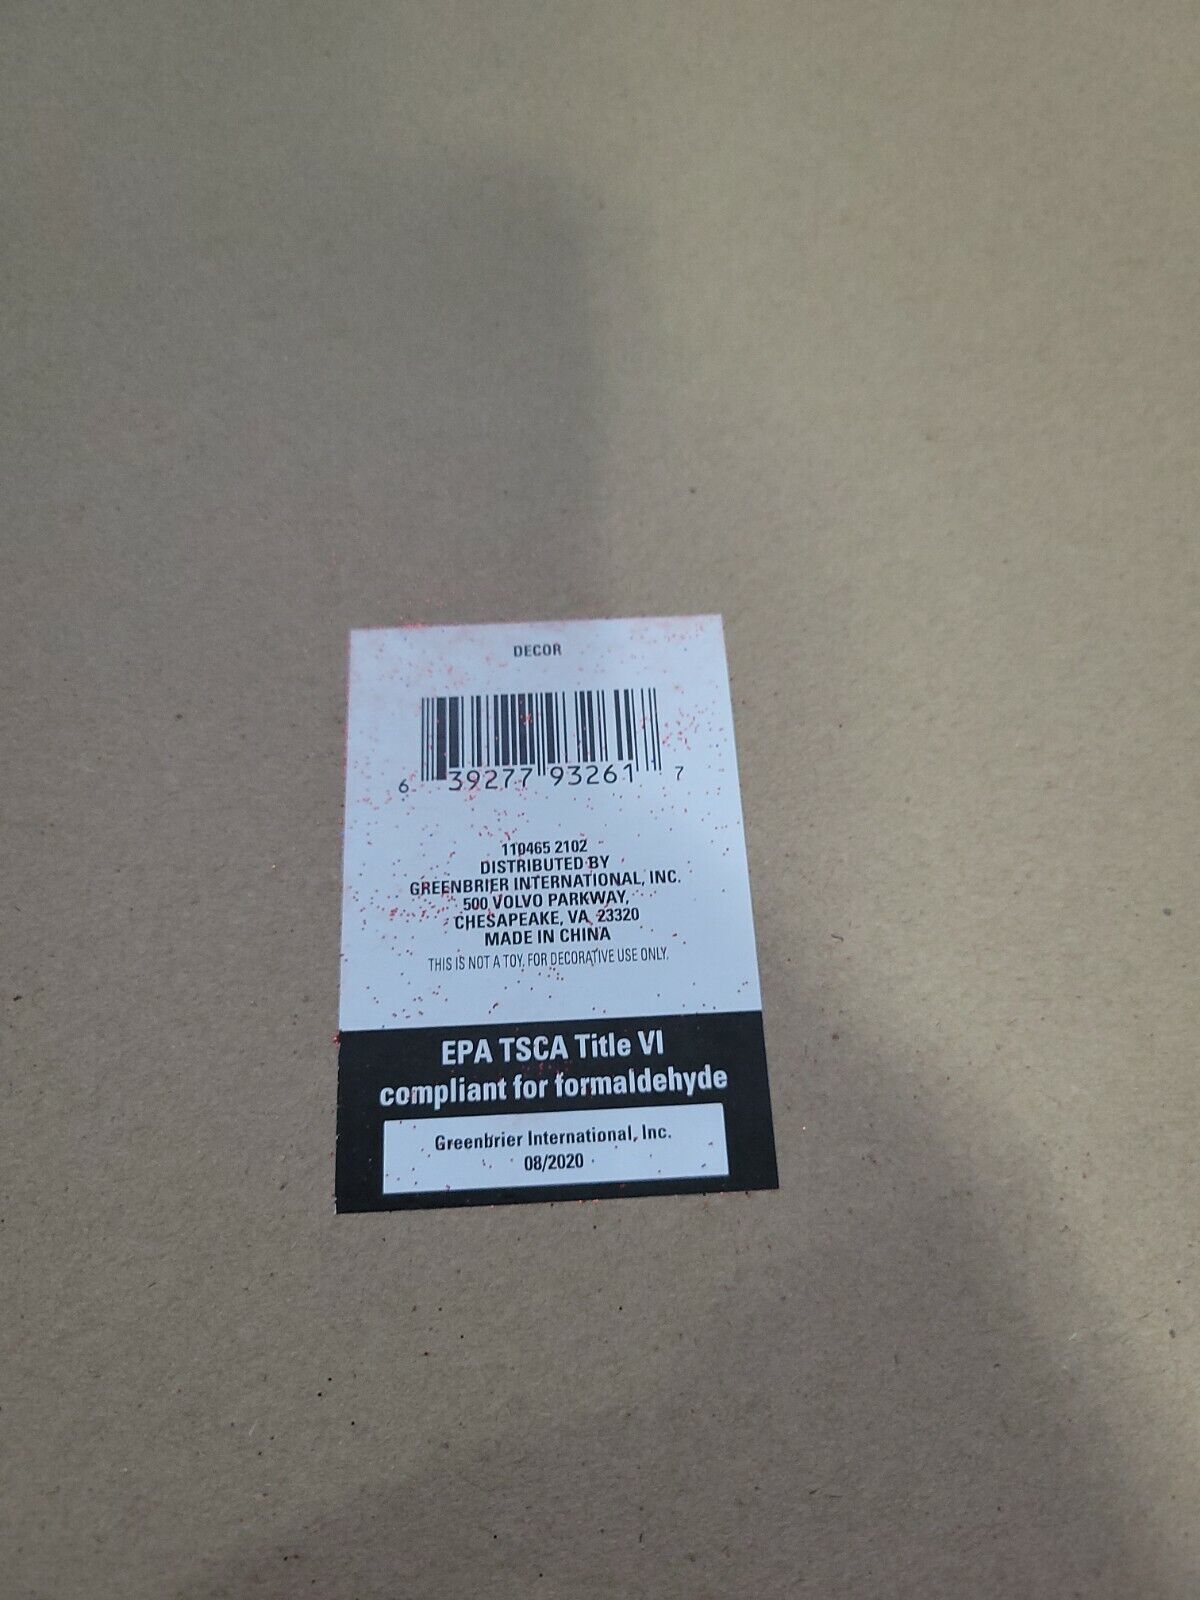 DECOR
6 39277 93261 7
110465 2102
DISTRIBUTED BY
GREENBRIER INTERNATIONAL, INC.
500 VOLVO PARKWAY,
CHESAPEAKE, VA 23320
MADE IN CHINA
THIS IS NOT A TOY, FOR DECORATIVE USE ONLY.
EPA TSCA Title VI
compliant for formaldehyde
Greenbrier International, Inc.
08/2020